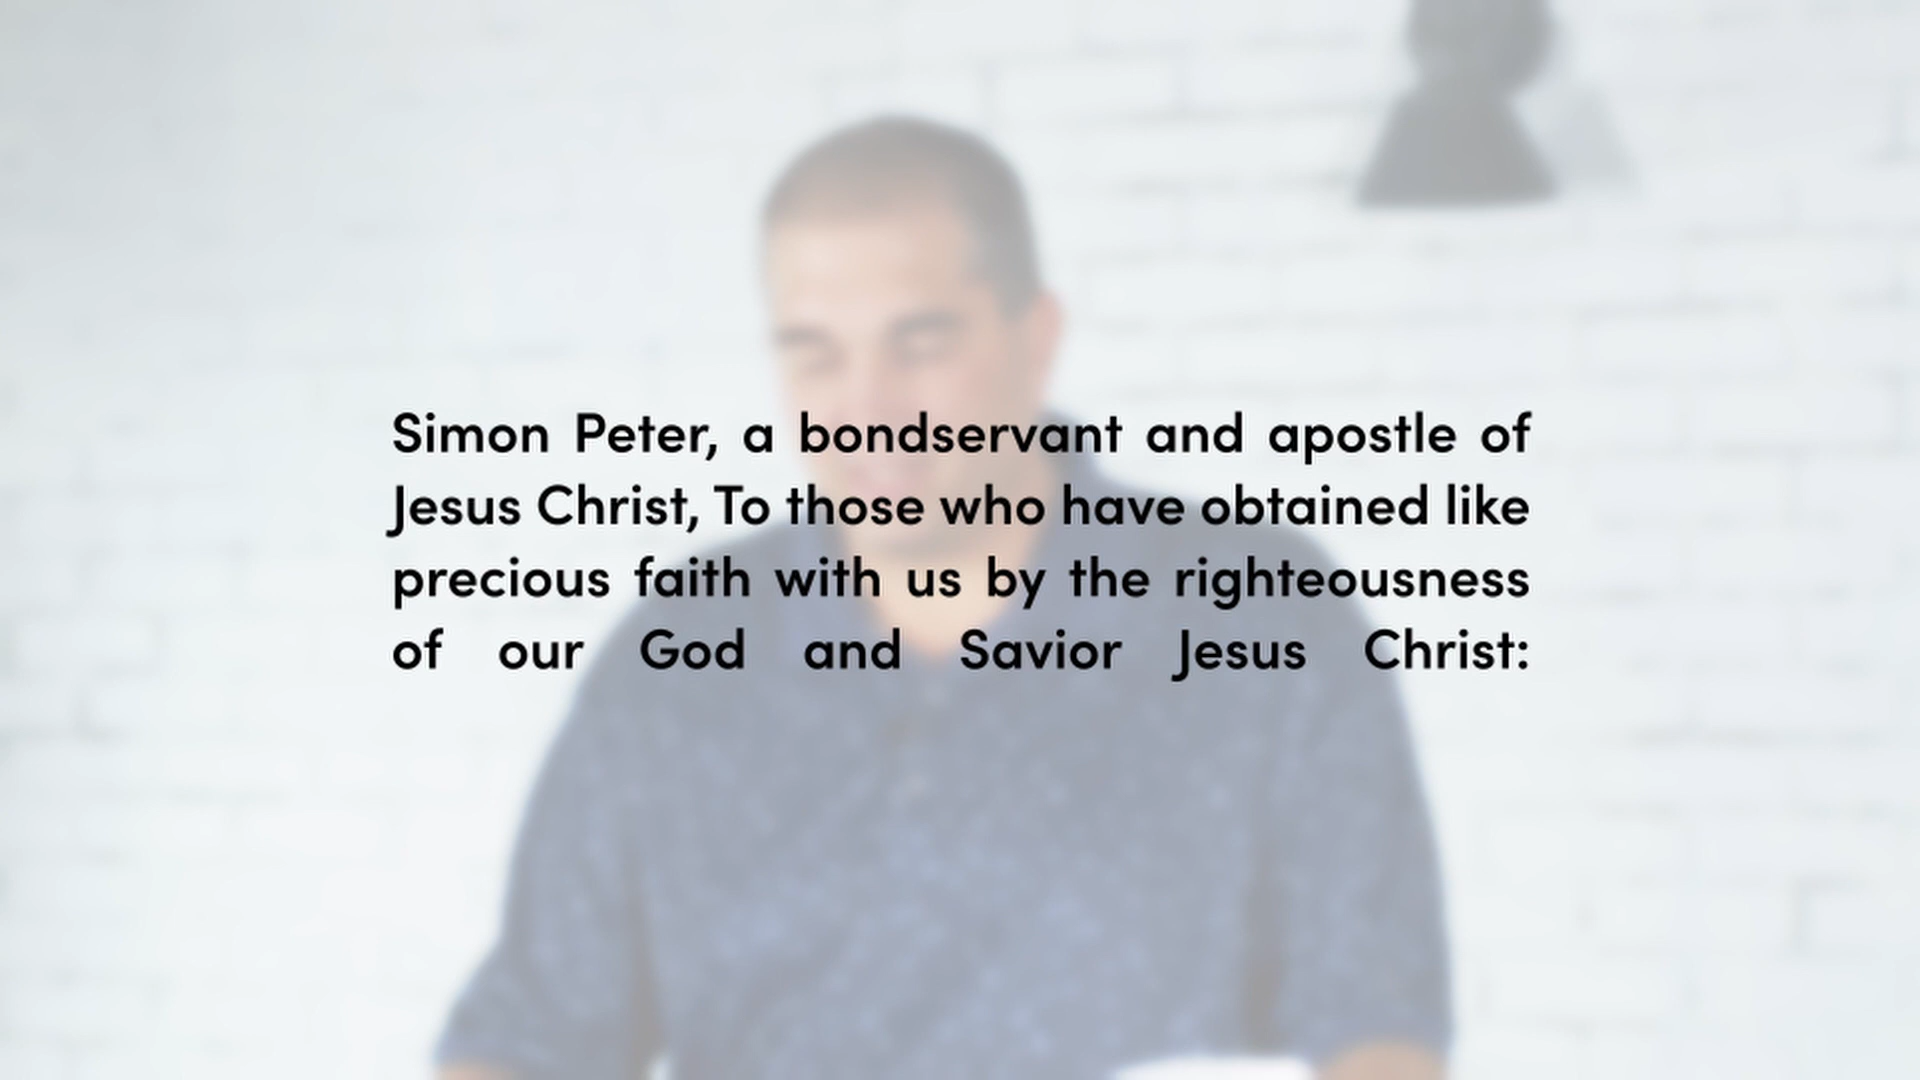 Simon Peter, a bondservant and apostle of
Jesus Christ, To those who have obtained like
precious faith with us by the righteousness
of our God and Savior Jesus Christ: